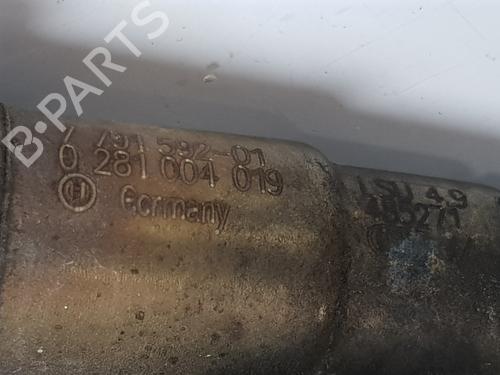 7 791 592-01
0 281 004 019
Germany
LSU 4.9
B-PARTS